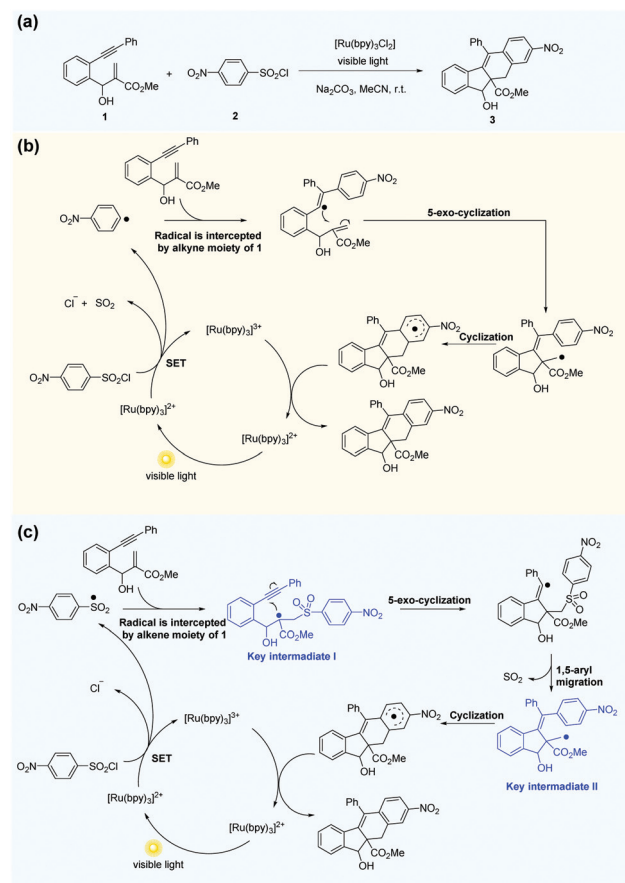 (a)
Ph
CO₂Me
OH
1
+
O₂N
SO₂Cl
2
[Ru(bpy)₃Cl₂]
visible light
Na₂CO₃, MeCN, r.t.
Ph
NO₂
CO₂Me
OH
3
(b)
Ph
CO₂Me
OH
O₂N
Radical is intercepted
by alkyne moiety of 1
Ph
NO₂
OH
CO₂Me
5-exo-cyclization
Ph
NO₂
CO₂Me
OH
Cyclization
Ph
NO₂
CO₂Me
OH
Cl⁻ + SO₂
O₂N
SO₂Cl
SET
[Ru(bpy)₃]³⁺
[Ru(bpy)₃]²⁺
[Ru(bpy)₃]²⁺
visible light
Ph
NO₂
CO₂Me
OH
(c)
Ph
CO₂Me
OH
O₂N
SO₂
Radical is intercepted
by alkene moiety of 1
Ph
O O
S
NO₂
CO₂Me
OH
Key intermadiate I
5-exo-cyclization
NO₂
Ph
O
S
O
CO₂Me
OH
SO₂
1,5-aryl
migration
Ph
NO₂
CO₂Me
OH
Key intermadiate II
Cyclization
Ph
NO₂
CO₂Me
OH
Cl⁻
O₂N
SO₂Cl
SET
[Ru(bpy)₃]³⁺
[Ru(bpy)₃]²⁺
[Ru(bpy)₃]²⁺
visible light
Ph
NO₂
CO₂Me
OH